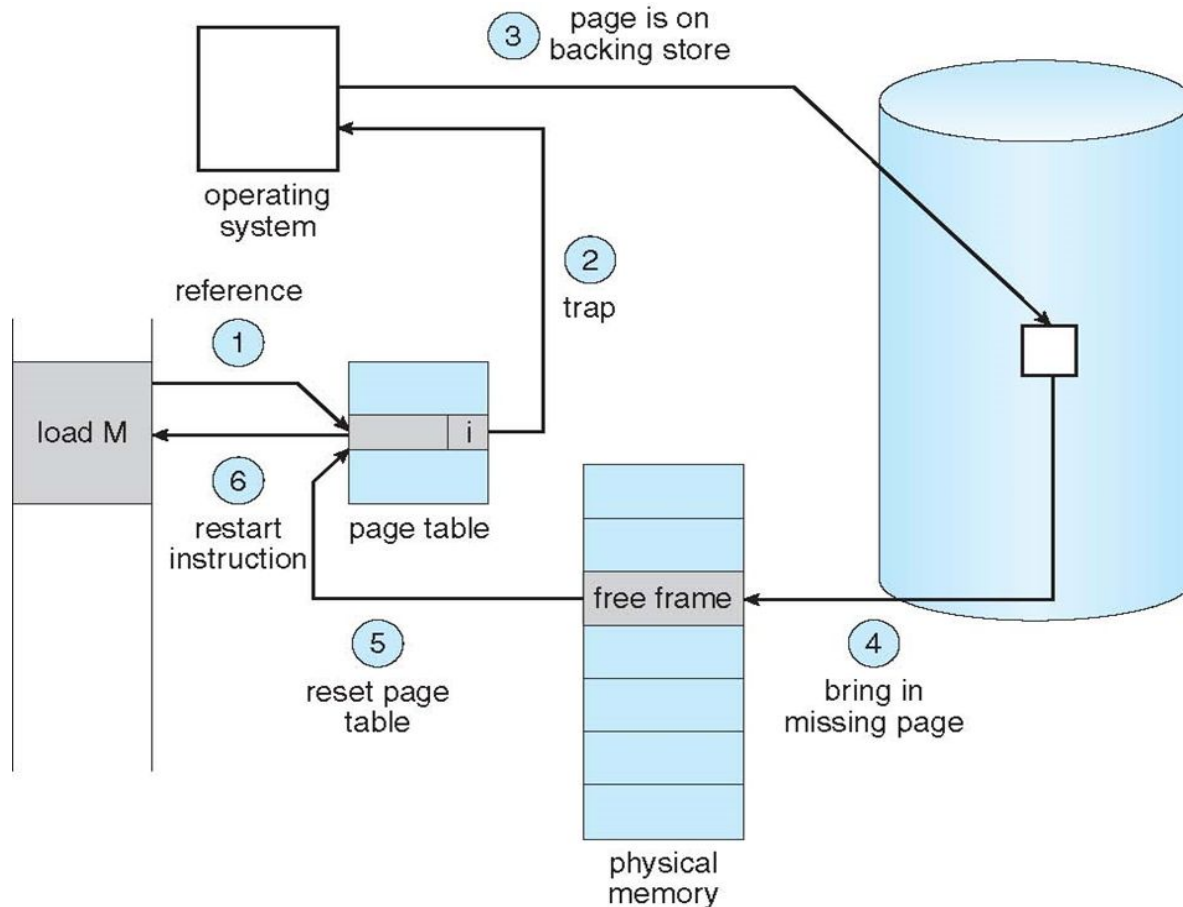 3
page is on
backing store
operating
system
2
trap
reference
1
load M
i
6
restart
instruction
page table
free frame
5
reset page
table
4
bring in
missing page
physical
memory